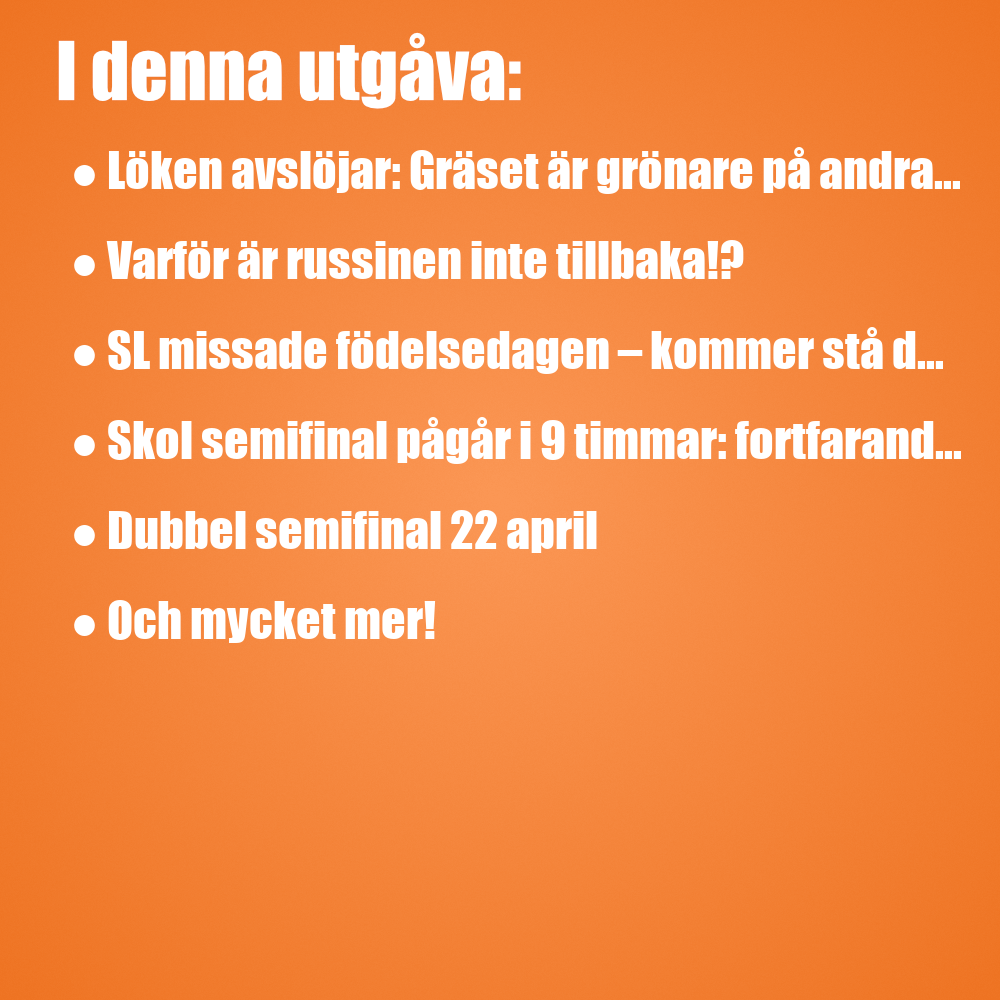 I denna utgåva:
• Löken avslöjar: Gräset är grönare på andra...
• Varför är russinen inte tillbaka!?
• SL missade födelsedagen – kommer stå d...
• Skol semifinal pågår i 9 timmar: fortfarand...
• Dubbel semifinal 22 april
• Och mycket mer!